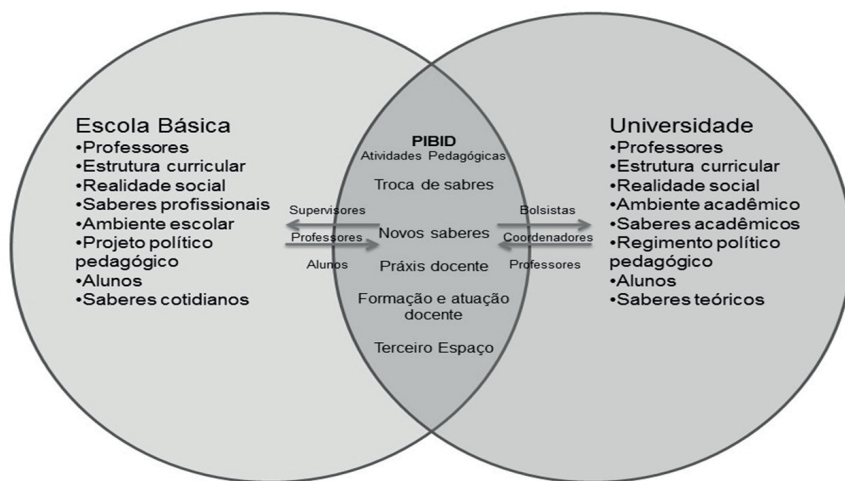 Escola Básica
•Professores
•Estrutura curricular
•Realidade social
•Saberes profissionais
•Ambiente escolar
•Projeto político
pedagógico
•Alunos
•Saberes cotidianos
Supervisores
Professores
Alunos
PIBID
Atividades Pedagógicas
Troca de sabres
Novos saberes
Práxis docente
Formação e atuação
docente
Terceiro Espaço
Bolsistas
Coordenadores
Professores
Universidade
•Professores
•Estrutura curricular
•Realidade social
•Ambiente acadêmico
•Saberes acadêmicos
•Regimento político
pedagógico
•Alunos
•Saberes teóricos